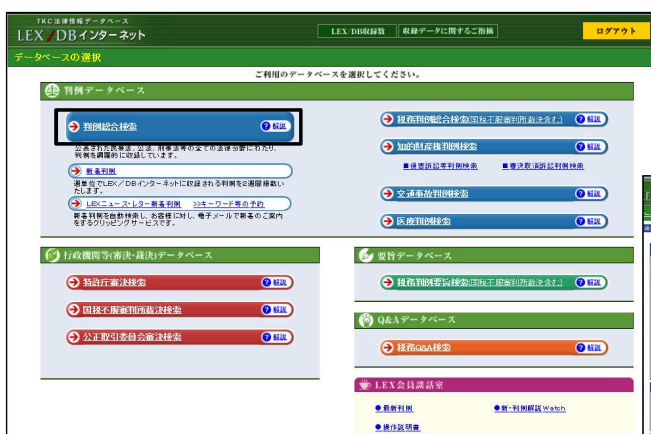 TKC法律情報データベース
LEX/DBインターネット
LEX/DB収録数
収録データに関するご指摘
ログアウト
データベースの選択
ご利用のデータベースを選択してください。
判例データベース
判例総合検索
解説
公表された民事法、公法、刑事法等の全ての法律分野にわたり、
判例を網羅的に収録しています。
新着判例
週単位でLEX/DBインターネットに収録される判例を2週間掲載い
たします。
LEXニュース・レター新着判例 >>キーワード等の予約
新着判例を自動検索し、お客様に対し、電子メールで新着のご案内
をするクリッピングサービスです。
税務判例総合検索(国税不服審判所裁決含む)
解説
知的財産権判例検索
解説
■侵害訴訟等判例検索
■審決取消訴訟判例検索
交通事故判例検索
解説
医療判例検索
解説
行政機関等(審決・裁決)データベース
特許庁審決検索
解説
国税不服審判所裁決検索
解説
公正取引委員会審決検索
解説
要旨データベース
税務判例要旨検索(国税不服審判所裁決含む)
解説
Q&Aデータベース
税務Q&A検索
解説
LEX会員談話室
●最新判例
●新・判例解説Watch
●操作説明書